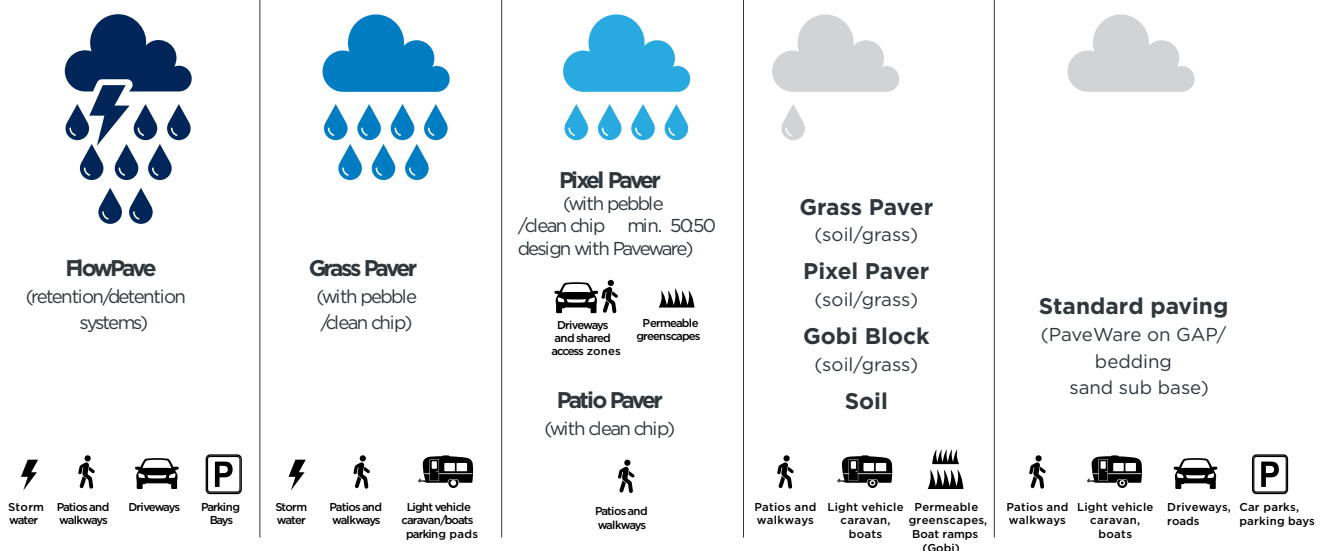 FlowPave
(retention/detention
systems)
Storm
water
Patios and
walkways
Driveways
P
Parking
Bays
Grass Paver
(with pebble
/clean chip)
Storm
water
Patios and
walkways
Light vehicle
caravan/boats
parking pads
Pixel Paver
(with pebble
/clean chip min. 50:50
design with Paveware)
Driveways
and shared
access zones
Permeable
greenscapes
Patio Paver
(with clean chip)
Patios and
walkways
Grass Paver
(soil/grass)
Pixel Paver
(soil/grass)
Gobi Block
(soil/grass)
Soil
Patios and
walkways
Light vehicle
caravan,
boats
Permeable
greenscapes,
Boat ramps
(Gobi)
Standard paving
(PaveWare on GAP/
bedding
sand sub base)
Patios and
walkways
Light vehicle
caravan,
boats
Driveways,
roads
P
Car parks,
parking bays